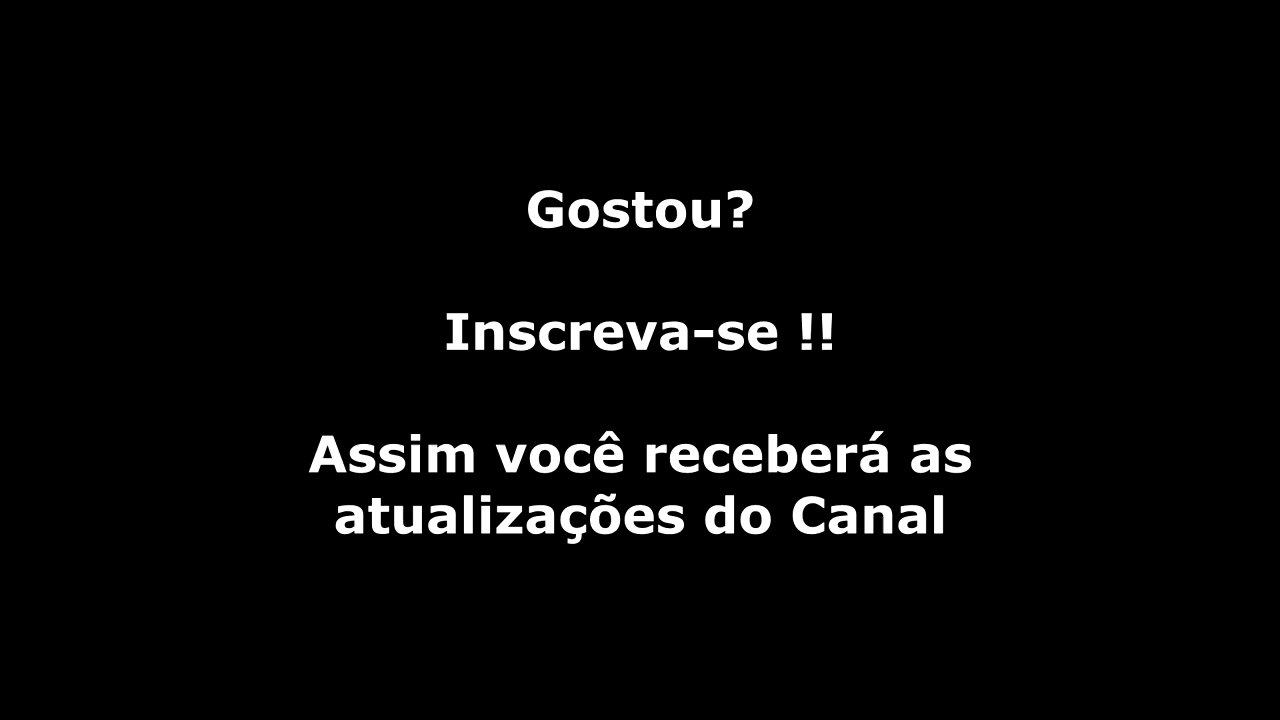 Gostou?
Inscreva-se !!
Assim você receberá as
atualizações do Canal